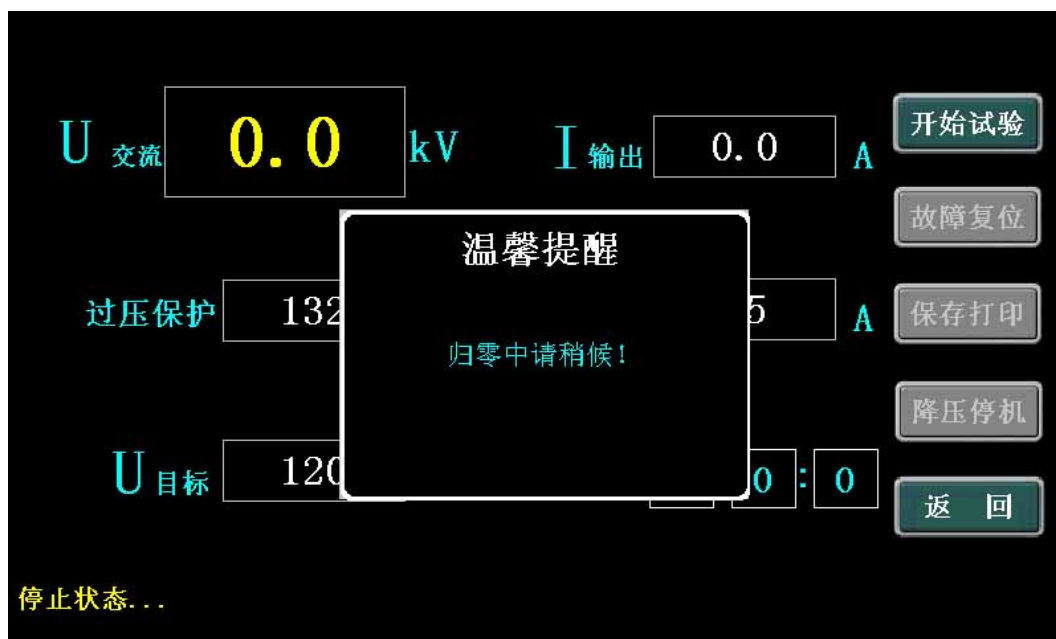 U 交流 0.0 kV
I 输出 0.0 A
开始试验
故障复位
温馨提醒
归零中请稍候!
过压保护 132
5 A
保存打印
降压停机
U 目标 120
0 : 0
返 回
停止状态...